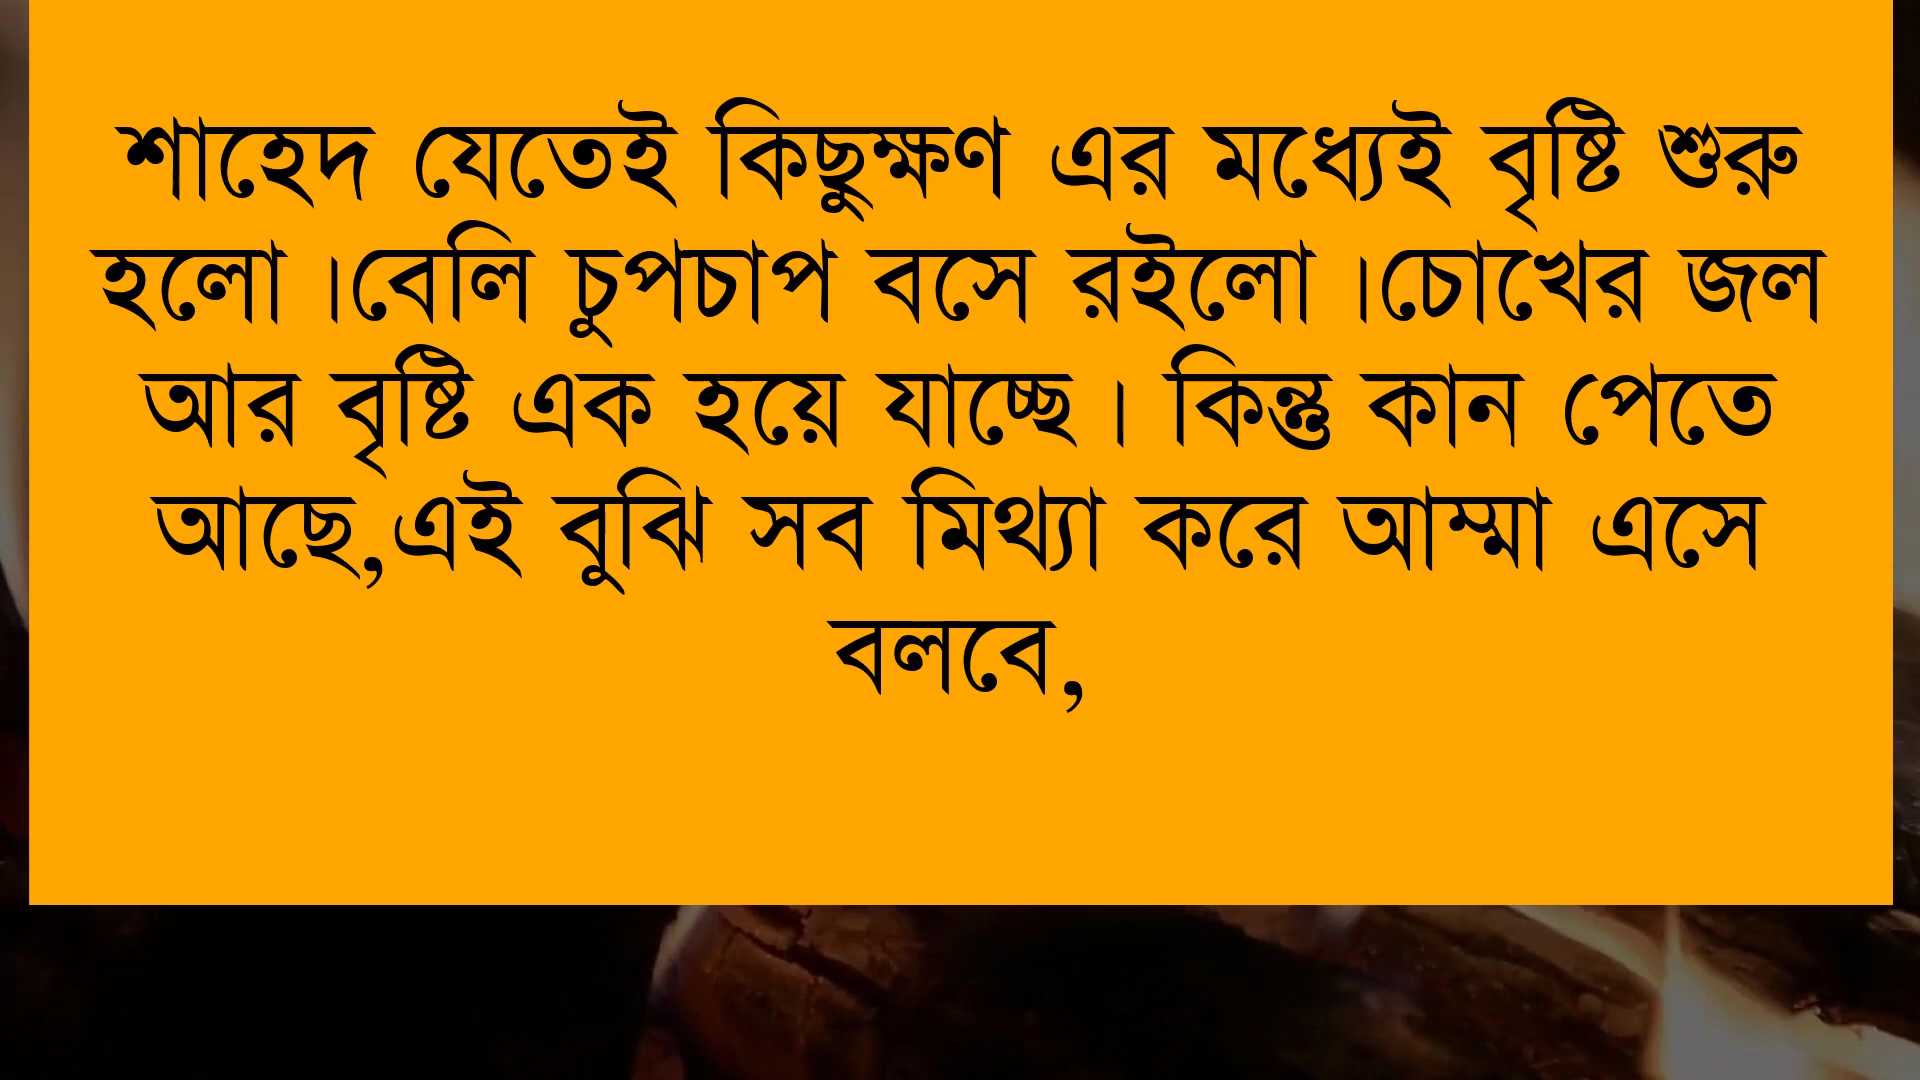 শাহেদ যেতেই কিছুক্ষণ এর মধ্যেই বৃষ্টি শুরু
হলো ।বেলি চুপচাপ বসে রইলো ।চোখের জল
আর বৃষ্টি এক হয়ে যাচ্ছে । কিন্তু কান পেতে
আছে,এই বুঝি সব মিথ্যা করে আম্মা এসে
বলবে,